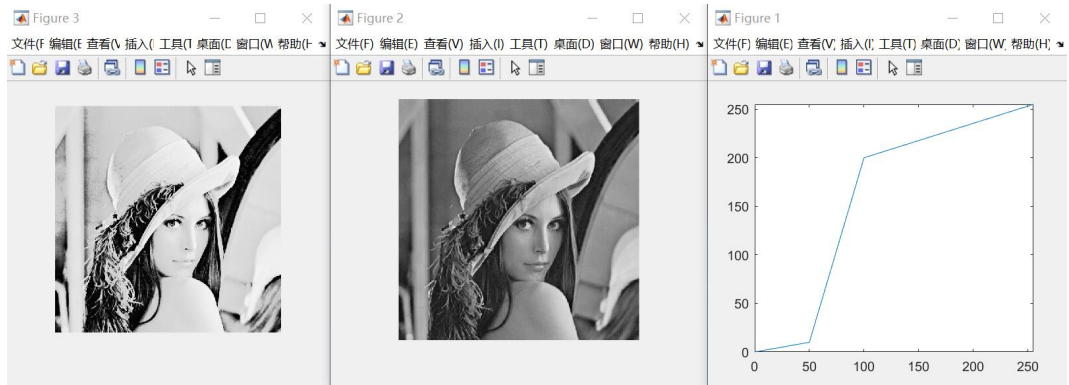 Figure 3
文件(F 编辑(E 查看(V 插入(I 工具(T 桌面(D 窗口(W 帮助(H
Figure 2
文件(F) 编辑(E) 查看(V) 插入(I) 工具(T) 桌面(D) 窗口(W) 帮助(H)
Figure 1
文件(F) 编辑(E) 查看(V) 插入(I) 工具(T) 桌面(D) 窗口(W 帮助(H)
250
200
150
100
50
0
0 50 100 150 200 250